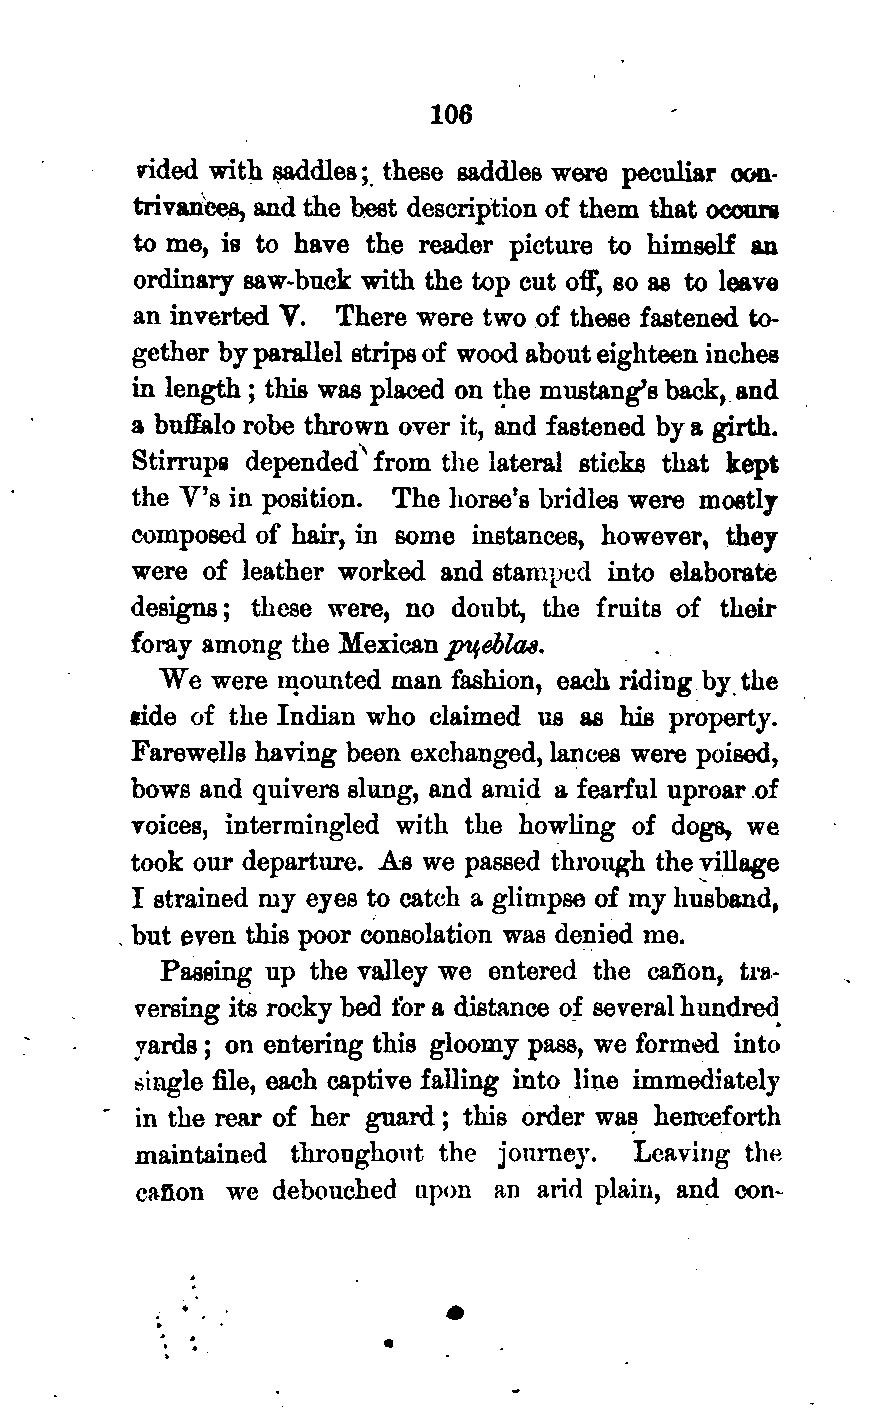 106
vided with saddles; these saddles were peculiar con-
trivances, and the best description of them that occurs
to me, is to have the reader picture to himself an
ordinary saw-buck with the top cut off, so as to leave
an inverted V. There were two of these fastened to-
gether by parallel strips of wood about eighteen inches
in length; this was placed on the mustang's back, and
a buffalo robe thrown over it, and fastened by a girth.
Stirrups depended from the lateral sticks that kept
the V's in position. The horse's bridles were mostly
composed of hair, in some instances, however, they
were of leather worked and stamped into elaborate
designs; these were, no doubt, the fruits of their
foray among the Mexican pueblas.
We were mounted man fashion, each riding by the
side of the Indian who claimed us as his property.
Farewells having been exchanged, lances were poised,
bows and quivers slung, and amid a fearful uproar of
voices, intermingled with the howling of dogs, we
took our departure. As we passed through the village
I strained my eyes to catch a glimpse of my husband,
but even this poor consolation was denied me.
Passing up the valley we entered the cañon, tra-
versing its rocky bed for a distance of several hundred
yards; on entering this gloomy pass, we formed into
single file, each captive falling into line immediately
in the rear of her guard; this order was henceforth
maintained throughout the journey. Leaving the
cañon we debouched upon an arid plain, and con-